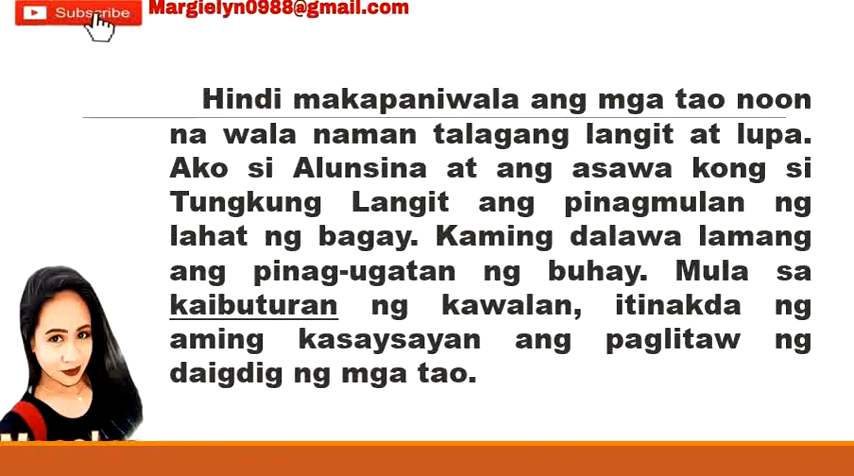 Subscribe
Margielyn0988@gmail.com
Hindi makapaniwala ang mga tao noon
na wala naman talagang langit at lupa.
Ako si Alunsina at ang asawa kong si
Tungkung Langit ang pinagmulan ng
lahat ng bagay. Kaming dalawa lamang
ang pinag-ugatan ng buhay. Mula sa
kaibuturan ng kawalan, itinakda ng
aming kasaysayan ang paglitaw ng
daigdig ng mga tao.